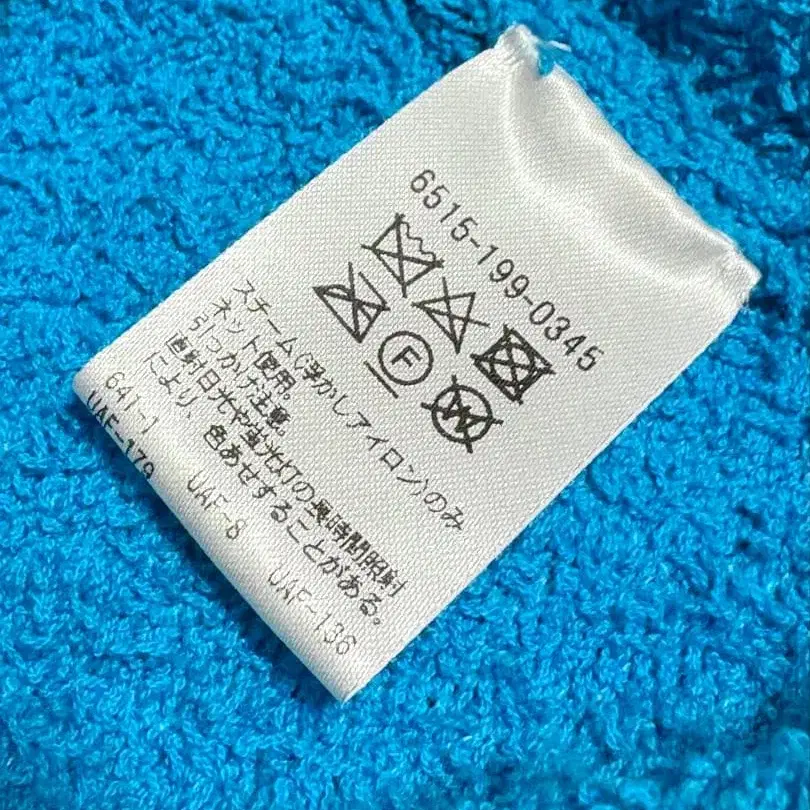 6515-199-0345
F
W
スチーム(浮かしアイロン)のみ
ネット使用。
引っかけ注意。
直射日光や蛍光灯の長時間照射
により、色あせすることがある。
641-1
UAF-179 UAF-8 UAF-136